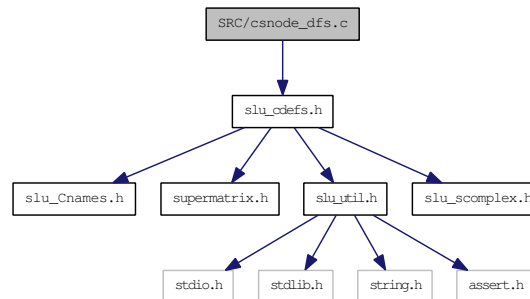 SRC/csnode_dfs.c
slu_cdefs.h
slu_Cnames.h
supermatrix.h
slu_util.h
slu_scomplex.h
stdio.h
stdlib.h
string.h
assert.h